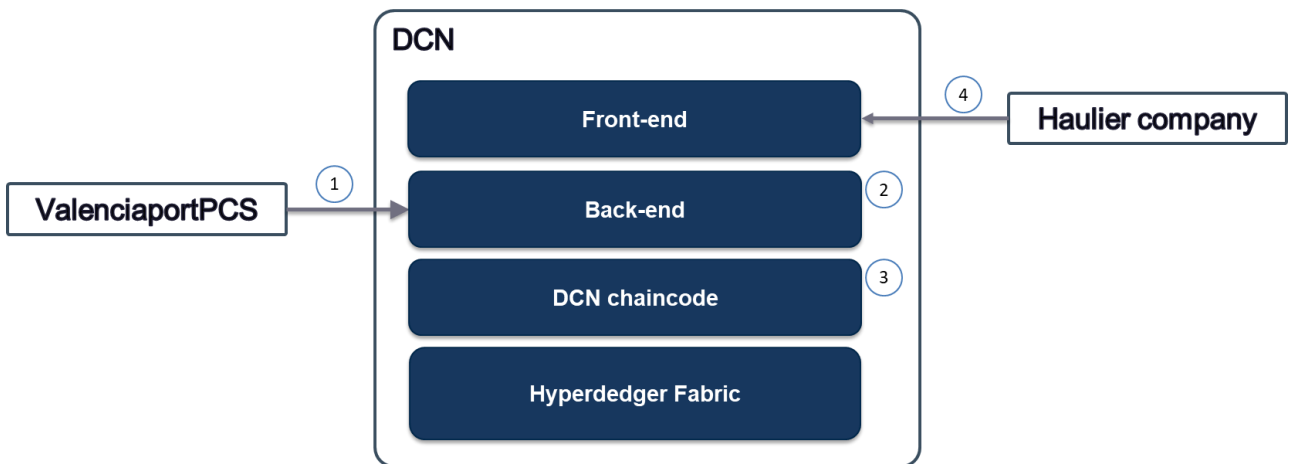 DCN
Front-end
4
Haulier company
1
ValenciaportPCS
Back-end
2
DCN chaincode
3
Hyperdedger Fabric